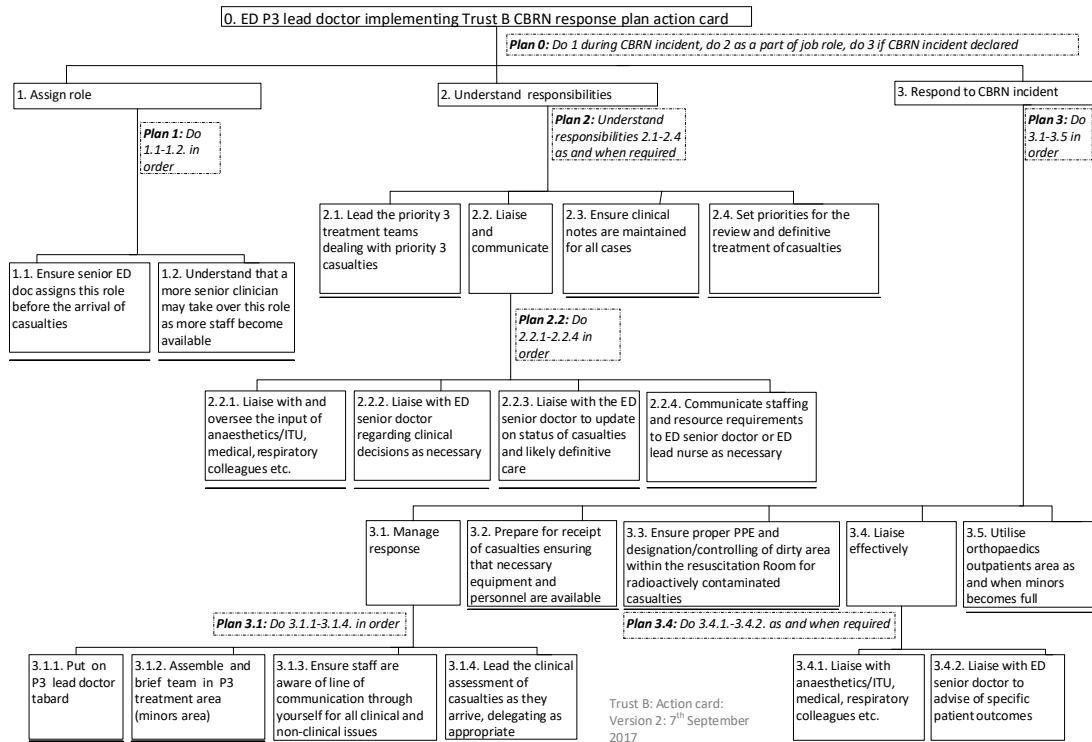 0. ED P3 lead doctor implementing Trust B CBRN response plan action card
Plan 0: Do 1 during CBRN incident, do 2 as a part of job role, do 3 if CBRN incident declared
1. Assign role
2. Understand responsibilities
3. Respond to CBRN incident
Plan 1: Do
1.1-1.2. in
order
Plan 2: Understand
responsibilities 2.1-2.4
as and when required
Plan 3: Do
3.1-3.5 in
order
1.1. Ensure senior ED
doc assigns this role
before the arrival of
casualties
1.2. Understand that a
more senior clinician
may take over this role
as more staff become
available
2.1. Lead the priority 3
treatment teams
dealing with priority 3
casualties
2.2. Liaise
and
communicate
2.3. Ensure clinical
notes are maintained
for all cases
2.4. Set priorities for the
review and definitive
treatment of casualties
Plan 2.2: Do
2.2.1-2.2.4 in
order
2.2.1. Liaise with and
oversee the input of
anaesthetics/ITU,
medical, respiratory
colleagues etc.
2.2.2. Liaise with ED
senior doctor
regarding clinical
decisions as necessary
2.2.3. Liaise with the ED
senior doctor to update
on status of casualties
and likely definitive
care
2.2.4. Communicate staffing
and resource requirements
to ED senior doctor or ED
lead nurse as necessary
3.1. Manage
response
3.2. Prepare for receipt
of casualties ensuring
that necessary
equipment and
personnel are available
3.3. Ensure proper PPE and
designation/controlling of dirty area
within the resuscitation Room for
radioactively contaminated
casualties
3.4. Liaise
effectively
3.5. Utilise
orthopaedics
outpatients area as
and when minors
becomes full
Plan 3.1: Do 3.1.1-3.1.4. in order
Plan 3.4: Do 3.4.1.-3.4.2. as and when required
3.1.1. Put on
P3 lead doctor
tabard
3.1.2. Assemble and
brief team in P3
treatment area
(minors area)
3.1.3. Ensure staff are
aware of line of
communication through
yourself for all clinical and
non-clinical issues
3.1.4. Lead the clinical
assessment of
casualties as they
arrive, delegating as
appropriate
3.4.1. Liaise with
anaesthetics/ITU,
medical, respiratory
colleagues etc.
3.4.2. Liaise with ED
senior doctor to
advise of specific
patient outcomes
Trust B: Action card:
Version 2: 7th September
2017